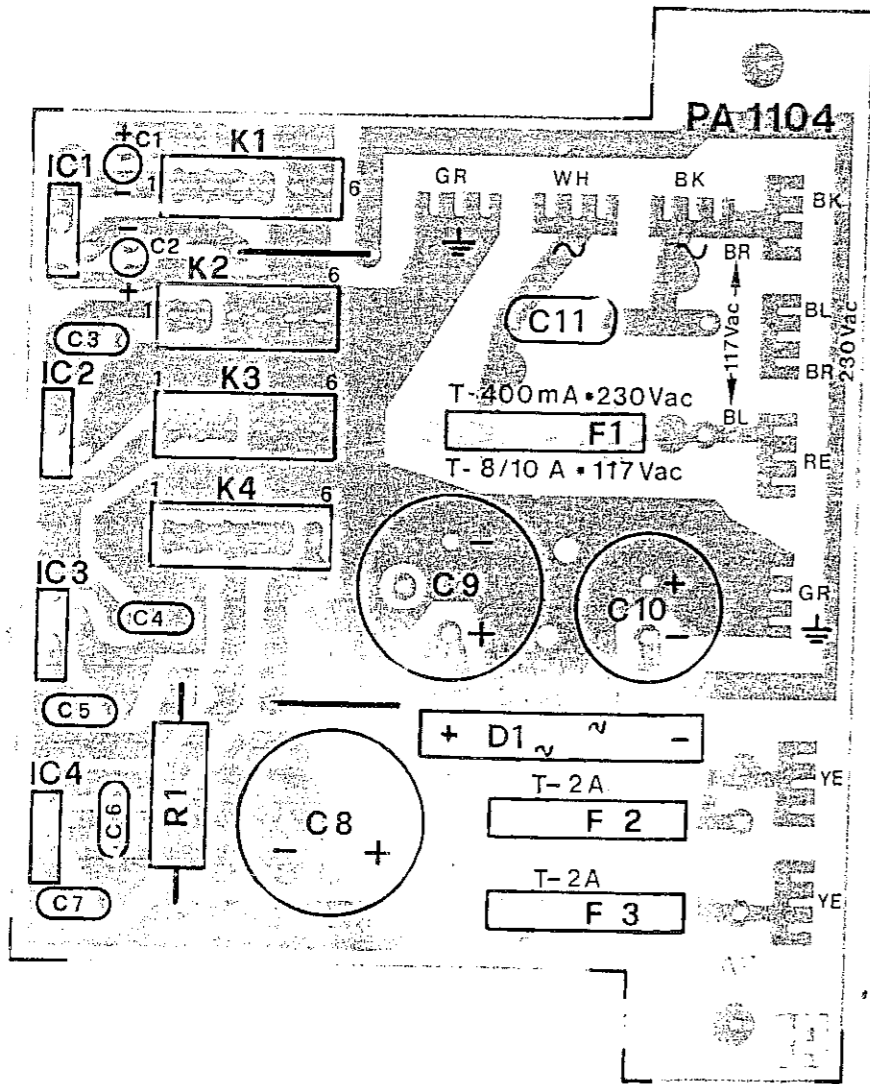 PA 1104
+ C1
K1
IC1
1
6
-
GR
WH
BK
BK
-
C2
+
~
~
BR
K2
1
6
C11
117Vac
BL
230Vac
BR
C3
IC2
K3
1
6
T-400mA•230Vac
F1
BL
T-8/10 A•117Vac
RE
K4
1
6
-
C9
+
+
C10
-
GR
IC3
C4
C5
+ D1 ~ ~ -
IC4
C6
R1
C8
- +
T-2A
F 2
YE
T-2A
F 3
YE
C7